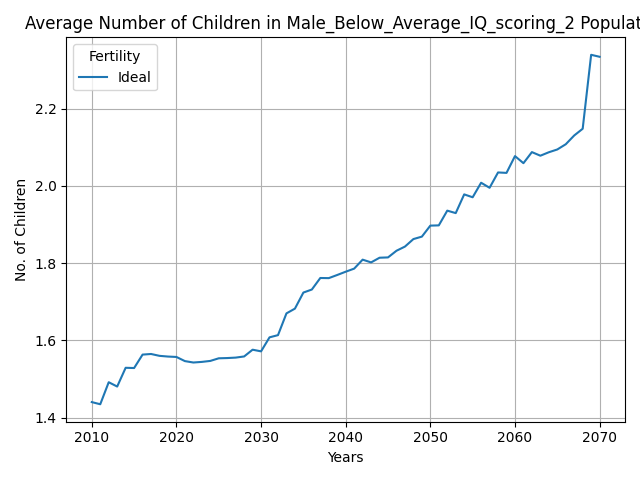 Average Number of Children in Male_Below_Average_IQ_scoring_2 Populat
Fertility
Ideal
2.2
2.0
1.8
1.6
1.4
No. of Children
2010 2020 2030 2040 2050 2060 2070
Years